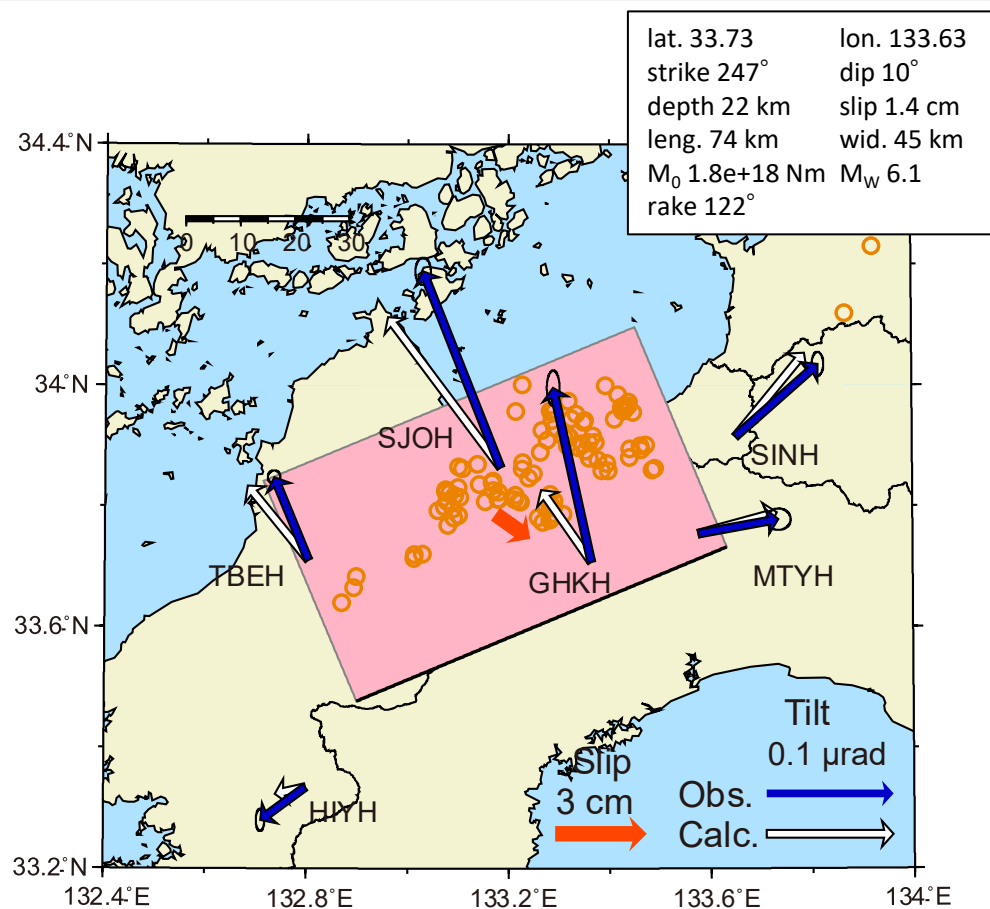 lat. 33.73 lon. 133.63
strike 247° dip 10°
depth 22 km slip 1.4 cm
leng. 74 km wid. 45 km
M₀ 1.8e+18 Nm M_W 6.1
rake 122°
34.4°N
0 10 20 30
34°N
SJOH
SINH
TBEH
GHKH
MTYH
33.6°N
Tilt
0.1 μrad
Slip
3 cm
Obs.
Calc.
HIYH
33.2°N
132.4°E 132.8°E 133.2°E 133.6°E 134°E